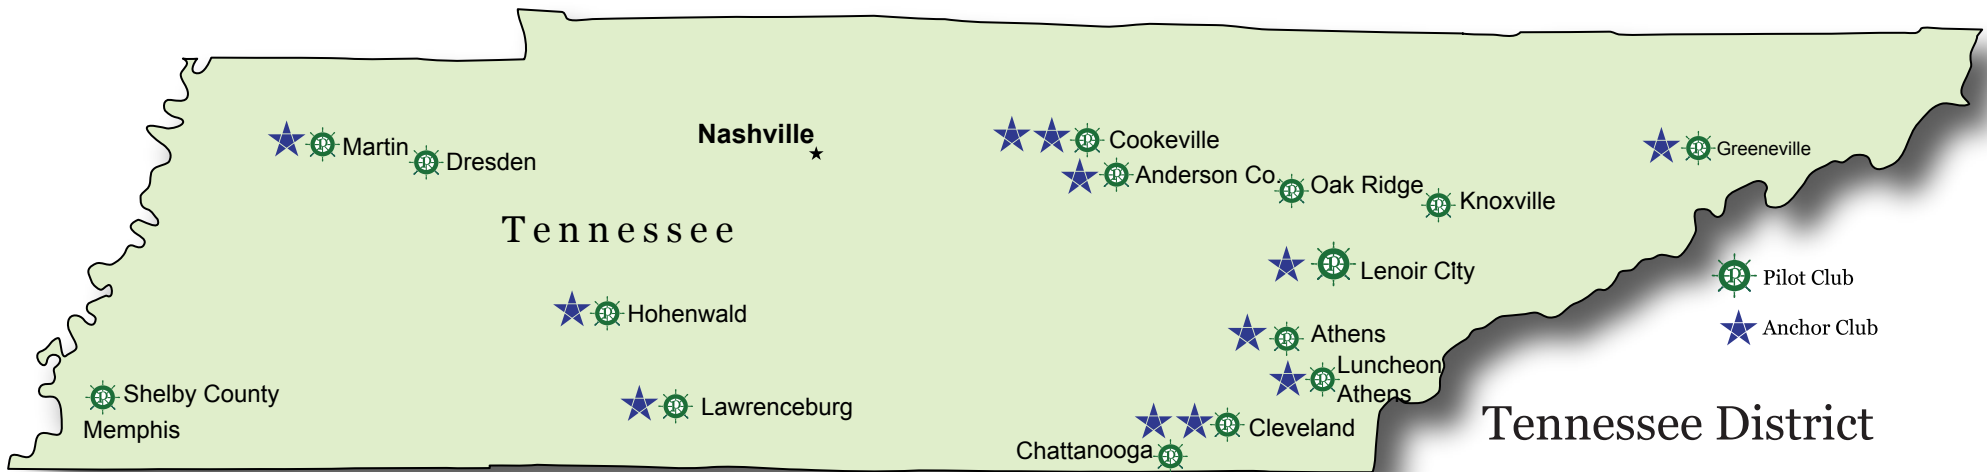 Nashville
Martin
Dresden
Cookeville
Anderson Co.
Oak Ridge
Knoxville
Greeneville
Tennessee
Lenoir CIty
Pilot Club
Anchor Club
Hohenwald
Athens
Luncheon
Athens
Shelby County
Memphis
Lawrenceburg
Cleveland
Chattanooga
Tennessee District